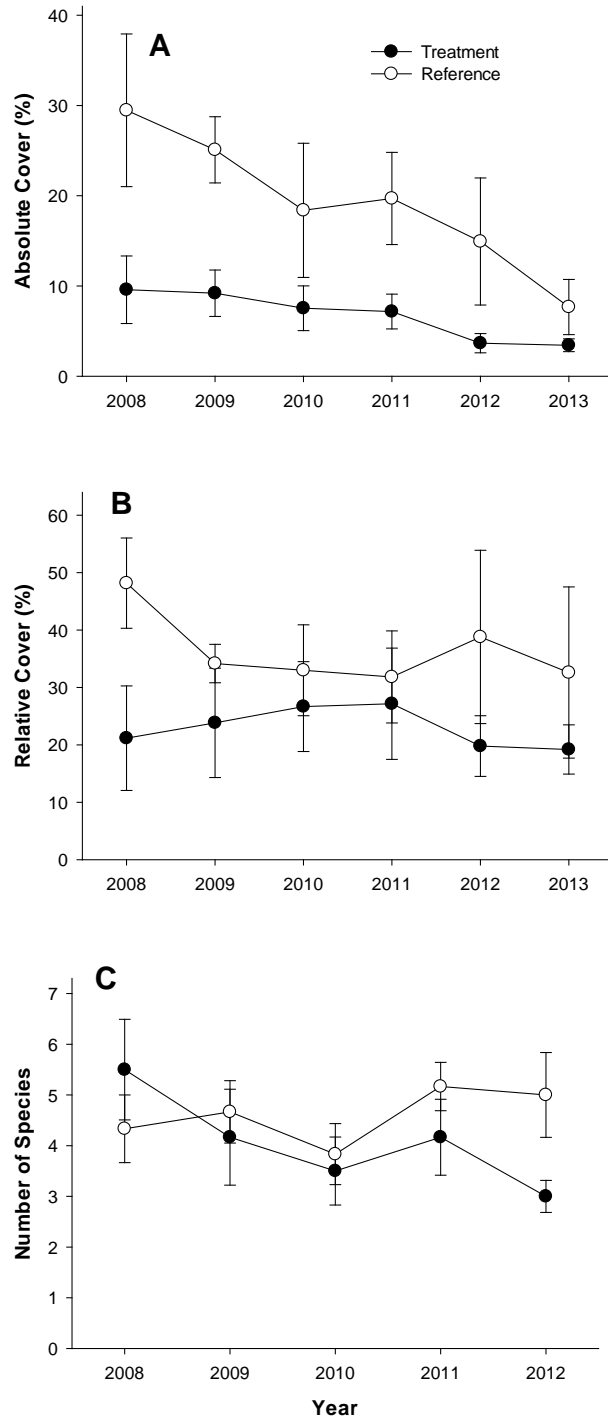 A
Treatment
Reference
Absolute Cover (%)
40
30
20
10
0
2008 2009 2010 2011 2012 2013
B
Relative Cover (%)
60
50
40
30
20
10
0
2008 2009 2010 2011 2012 2013
C
Number of Species
7
6
5
4
3
2
1
0
2008 2009 2010 2011 2012
Year